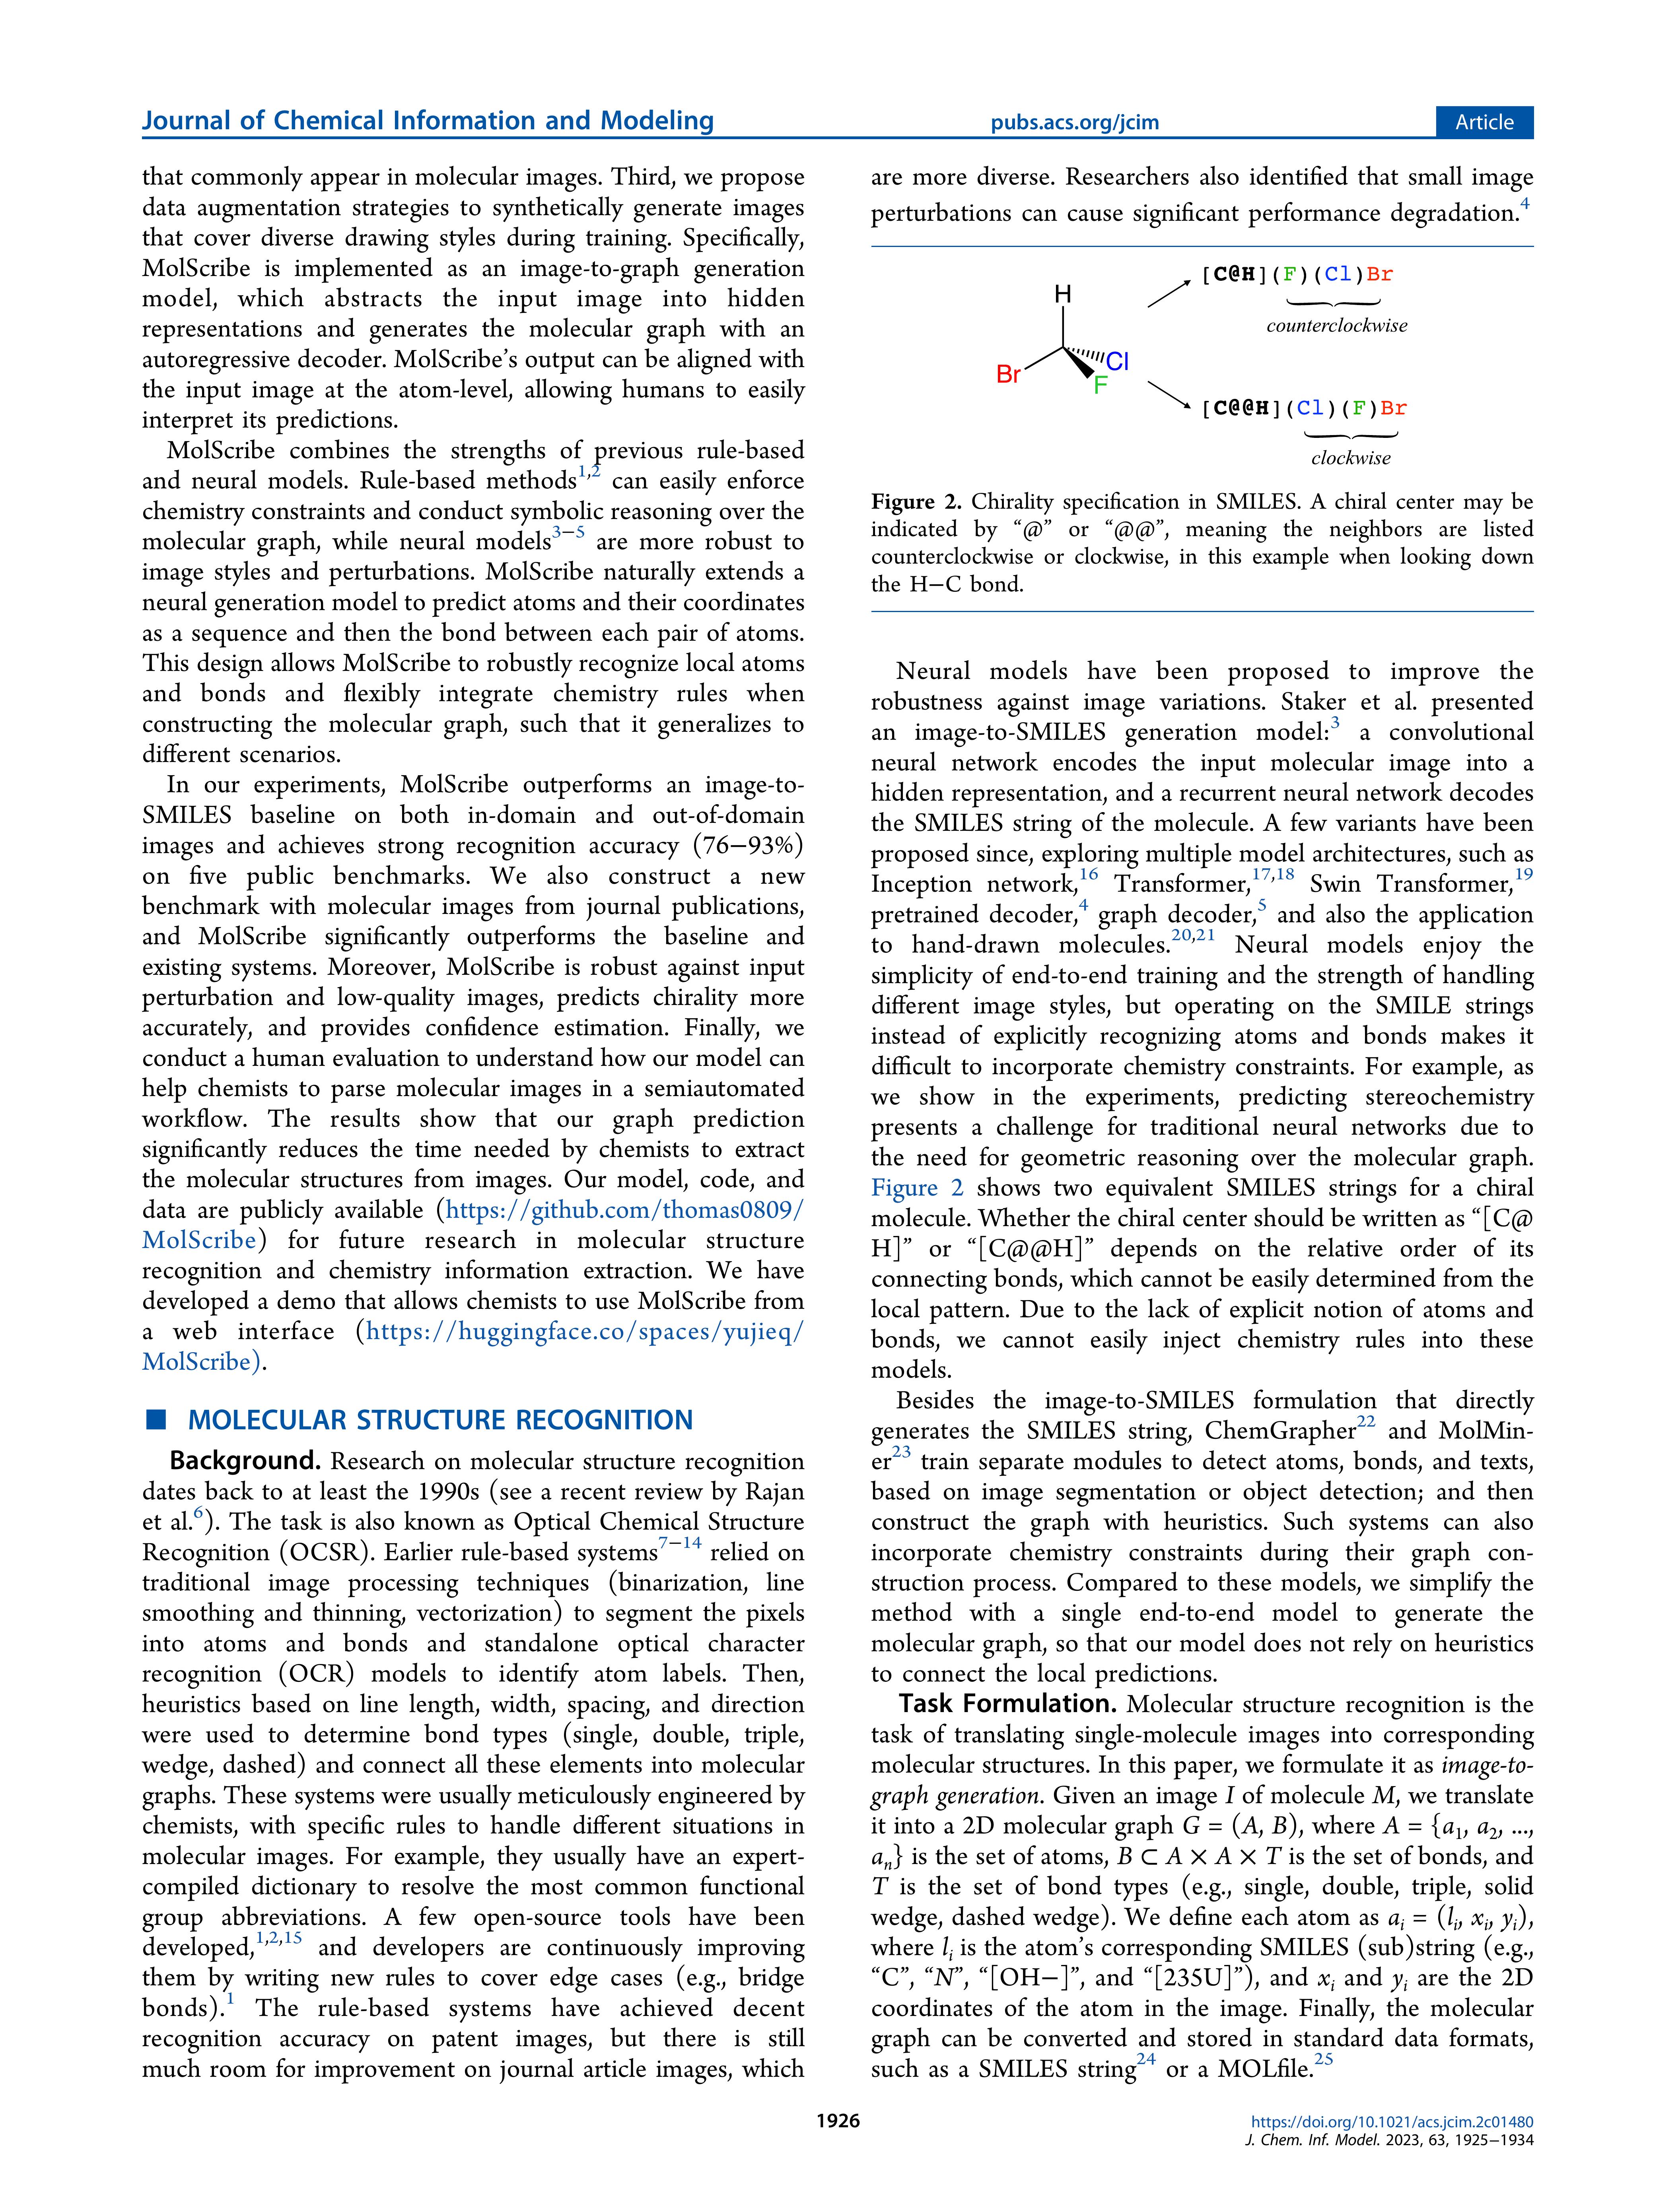 Journal of Chemical Information and Modeling
pubs.acs.org/jcim
Article
that commonly appear in molecular images. Third, we propose
data augmentation strategies to synthetically generate images
that cover diverse drawing styles during training. Specifically,
MolScribe is implemented as an image-to-graph generation
model, which abstracts the input image into hidden
representations and generates the molecular graph with an
autoregressive decoder. MolScribe's output can be aligned with
the input image at the atom-level, allowing humans to easily
interpret its predictions.
MolScribe combines the strengths of previous rule-based
and neural models. Rule-based methods1,2 can easily enforce
chemistry constraints and conduct symbolic reasoning over the
molecular graph, while neural models3−5 are more robust to
image styles and perturbations. MolScribe naturally extends a
neural generation model to predict atoms and their coordinates
as a sequence and then the bond between each pair of atoms.
This design allows MolScribe to robustly recognize local atoms
and bonds and flexibly integrate chemistry rules when
constructing the molecular graph, such that it generalizes to
different scenarios.
In our experiments, MolScribe outperforms an image-to-
SMILES baseline on both in-domain and out-of-domain
images and achieves strong recognition accuracy (76−93%)
on five public benchmarks. We also construct a new
benchmark with molecular images from journal publications,
and MolScribe significantly outperforms the baseline and
existing systems. Moreover, MolScribe is robust against input
perturbation and low-quality images, predicts chirality more
accurately, and provides confidence estimation. Finally, we
conduct a human evaluation to understand how our model can
help chemists to parse molecular images in a semiautomated
workflow. The results show that our graph prediction
significantly reduces the time needed by chemists to extract
the molecular structures from images. Our model, code, and
data are publicly available (https://github.com/thomas0809/
MolScribe) for future research in molecular structure
recognition and chemistry information extraction. We have
developed a demo that allows chemists to use MolScribe from
a web interface (https://huggingface.co/spaces/yujieq/
MolScribe).
■ MOLECULAR STRUCTURE RECOGNITION
Background. Research on molecular structure recognition
dates back to at least the 1990s (see a recent review by Rajan
et al.6). The task is also known as Optical Chemical Structure
Recognition (OCSR). Earlier rule-based systems7−14 relied on
traditional image processing techniques (binarization, line
smoothing and thinning, vectorization) to segment the pixels
into atoms and bonds and standalone optical character
recognition (OCR) models to identify atom labels. Then,
heuristics based on line length, width, spacing, and direction
were used to determine bond types (single, double, triple,
wedge, dashed) and connect all these elements into molecular
graphs. These systems were usually meticulously engineered by
chemists, with specific rules to handle different situations in
molecular images. For example, they usually have an expert-
compiled dictionary to resolve the most common functional
group abbreviations. A few open-source tools have been
developed,1,2,15 and developers are continuously improving
them by writing new rules to cover edge cases (e.g., bridge
bonds).1 The rule-based systems have achieved decent
recognition accuracy on patent images, but there is still
much room for improvement on journal article images, which
are more diverse. Researchers also identified that small image
perturbations can cause significant performance degradation.4
[C@H](F)(Cl)Br
counterclockwise
H
Br
Cl
F
[C@@H](Cl)(F)Br
clockwise
Figure 2. Chirality specification in SMILES. A chiral center may be
indicated by “@” or “@@”, meaning the neighbors are listed
counterclockwise or clockwise, in this example when looking down
the H−C bond.
Neural models have been proposed to improve the
robustness against image variations. Staker et al. presented
an image-to-SMILES generation model:3 a convolutional
neural network encodes the input molecular image into a
hidden representation, and a recurrent neural network decodes
the SMILES string of the molecule. A few variants have been
proposed since, exploring multiple model architectures, such as
Inception network,16 Transformer,17,18 Swin Transformer,19
pretrained decoder,4 graph decoder,5 and also the application
to hand-drawn molecules.20,21 Neural models enjoy the
simplicity of end-to-end training and the strength of handling
different image styles, but operating on the SMILE strings
instead of explicitly recognizing atoms and bonds makes it
difficult to incorporate chemistry constraints. For example, as
we show in the experiments, predicting stereochemistry
presents a challenge for traditional neural networks due to
the need for geometric reasoning over the molecular graph.
Figure 2 shows two equivalent SMILES strings for a chiral
molecule. Whether the chiral center should be written as “[C@
H]” or “[C@@H]” depends on the relative order of its
connecting bonds, which cannot be easily determined from the
local pattern. Due to the lack of explicit notion of atoms and
bonds, we cannot easily inject chemistry rules into these
models.
Besides the image-to-SMILES formulation that directly
generates the SMILES string, ChemGrapher22 and MolMin-
er23 train separate modules to detect atoms, bonds, and texts,
based on image segmentation or object detection; and then
construct the graph with heuristics. Such systems can also
incorporate chemistry constraints during their graph con-
struction process. Compared to these models, we simplify the
method with a single end-to-end model to generate the
molecular graph, so that our model does not rely on heuristics
to connect the local predictions.
Task Formulation. Molecular structure recognition is the
task of translating single-molecule images into corresponding
molecular structures. In this paper, we formulate it as image-to-
graph generation. Given an image I of molecule M, we translate
it into a 2D molecular graph G = (A, B), where A = {a1, a2, ...,
an} is the set of atoms, B ⊂ A × A × T is the set of bonds, and
T is the set of bond types (e.g., single, double, triple, solid
wedge, dashed wedge). We define each atom as ai = (li, xi, yi),
where li is the atom's corresponding SMILES (sub)string (e.g.,
“C”, “N”, “[OH−]”, and “[235U]”), and xi and yi are the 2D
coordinates of the atom in the image. Finally, the molecular
graph can be converted and stored in standard data formats,
such as a SMILES string24 or a MOLfile.25
1926
https://doi.org/10.1021/acs.jcim.2c01480
J. Chem. Inf. Model. 2023, 63, 1925−1934